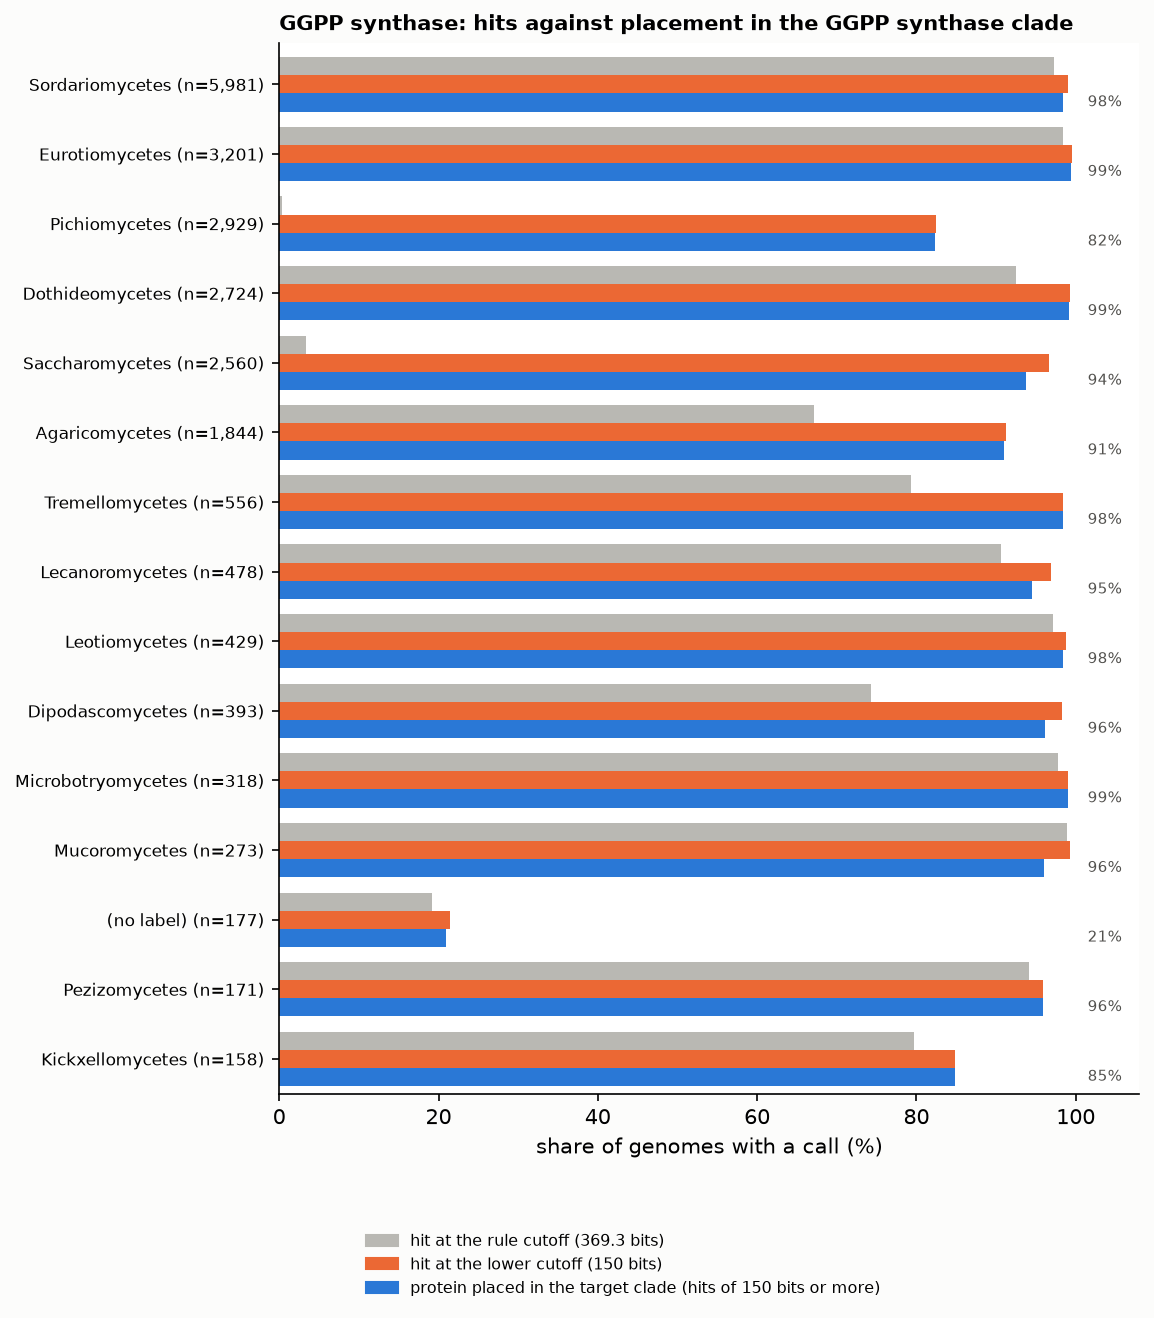 GGPP synthase: hits against placement in the GGPP synthase clade
Sordariomycetes (n=5,981)
98%
Eurotiomycetes (n=3,201)
99%
Pichiomycetes (n=2,929)
82%
Dothideomycetes (n=2,724)
99%
Saccharomycetes (n=2,560)
94%
Agaricomycetes (n=1,844)
91%
Tremellomycetes (n=556)
98%
Lecanoromycetes (n=478)
95%
Leotiomycetes (n=429)
98%
Dipodascomycetes (n=393)
96%
Microbotryomycetes (n=318)
99%
Mucoromycetes (n=273)
96%
(no label) (n=177)
21%
Pezizomycetes (n=171)
96%
Kickxellomycetes (n=158)
85%
0 20 40 60 80 100
share of genomes with a call (%)
hit at the rule cutoff (369.3 bits)
hit at the lower cutoff (150 bits)
protein placed in the target clade (hits of 150 bits or more)